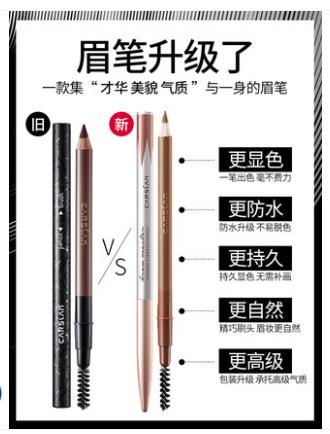 眉笔升级了
一款集“才华 美貌 气质”与一身的眉笔
旧
新
VS
CARSLAN
pencil
brush
CARSLAN
CARSLAN
更显色
一笔出色 毫不费力
更防水
防水升级 不易脱色
更持久
持久显色 无需补画
更自然
精巧刷头 眉妆更自然
更高级
包装升级 承托高级气质